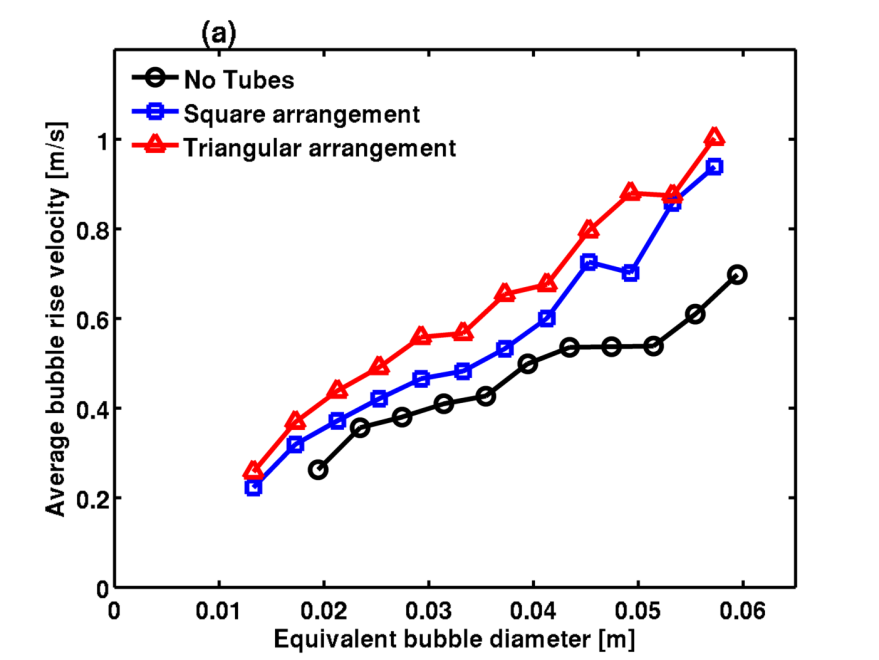 (a)
No Tubes
Square arrangement
Triangular arrangement
Average bubble rise velocity [m/s]
1
0.8
0.6
0.4
0.2
0
0 0.01 0.02 0.03 0.04 0.05 0.06
Equivalent bubble diameter [m]